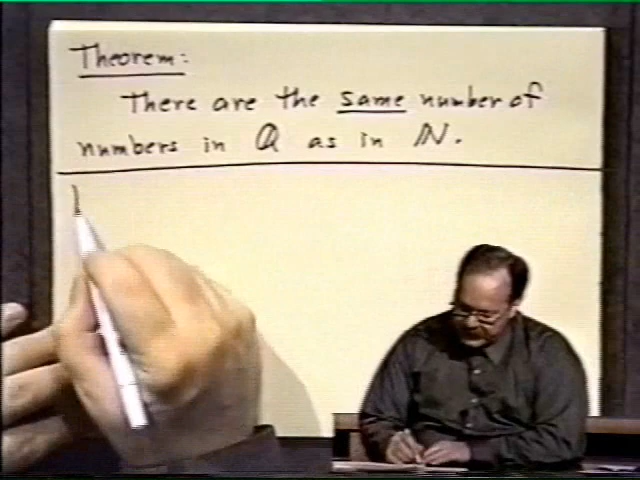 Theorem:
There are the same number of
numbers in ℚ as in ℕ.